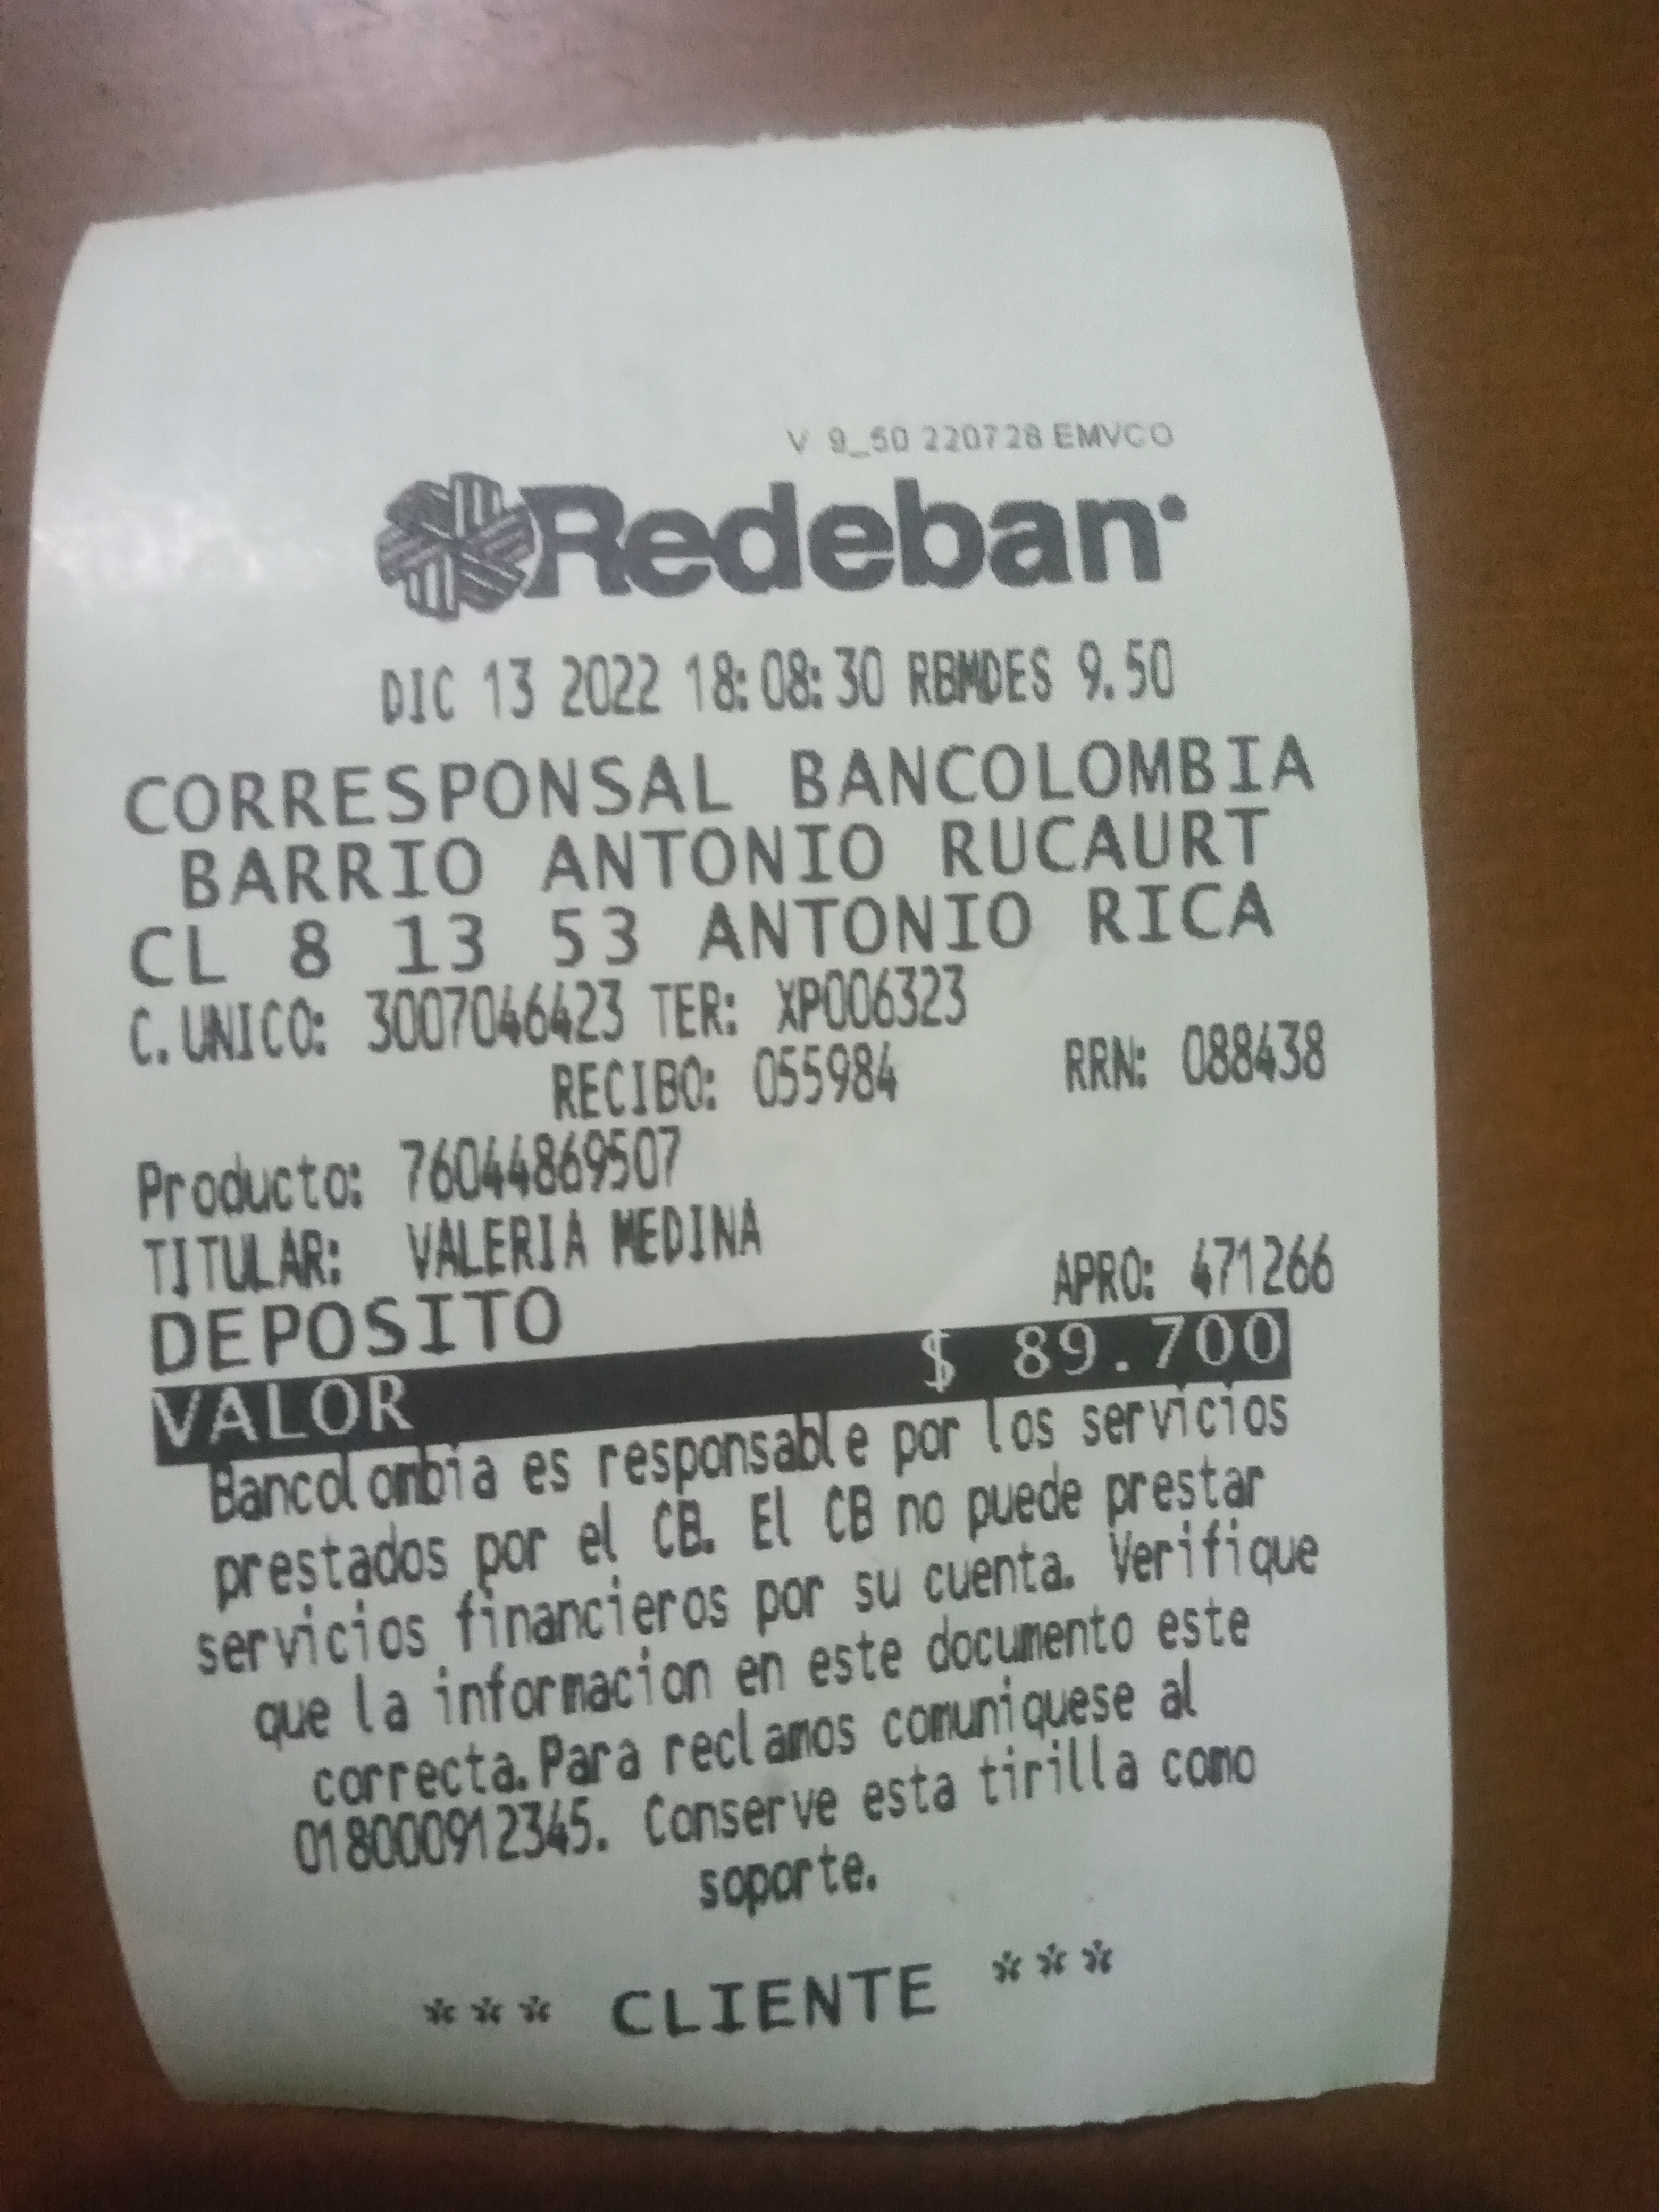 V 9_50 220728 EMVCO
Redeban
DIC 13 2022 18:08:30 RBMDES 9.50
CORRESPONSAL BANCOLOMBIA
BARRIO ANTONIO RUCAURT
CL 8 13 53 ANTONIO RICA
C.UNICO: 3007046423 TER: XP006323
RECIBO: 055984 RRN: 088438
Producto: 76044869507
TITULAR: VALERIA MEDINA
DEPOSITO APRO: 471266
VALOR $ 89.700
Bancolombia es responsable por los servicios
prestados por el CB. El CB no puede prestar
servicios financieros por su cuenta. Verifique
que la informacion en este documento este
correcta.Para reclamos comuniquese al
018000912345. Conserve esta tirilla como
soporte.
*** CLIENTE ***